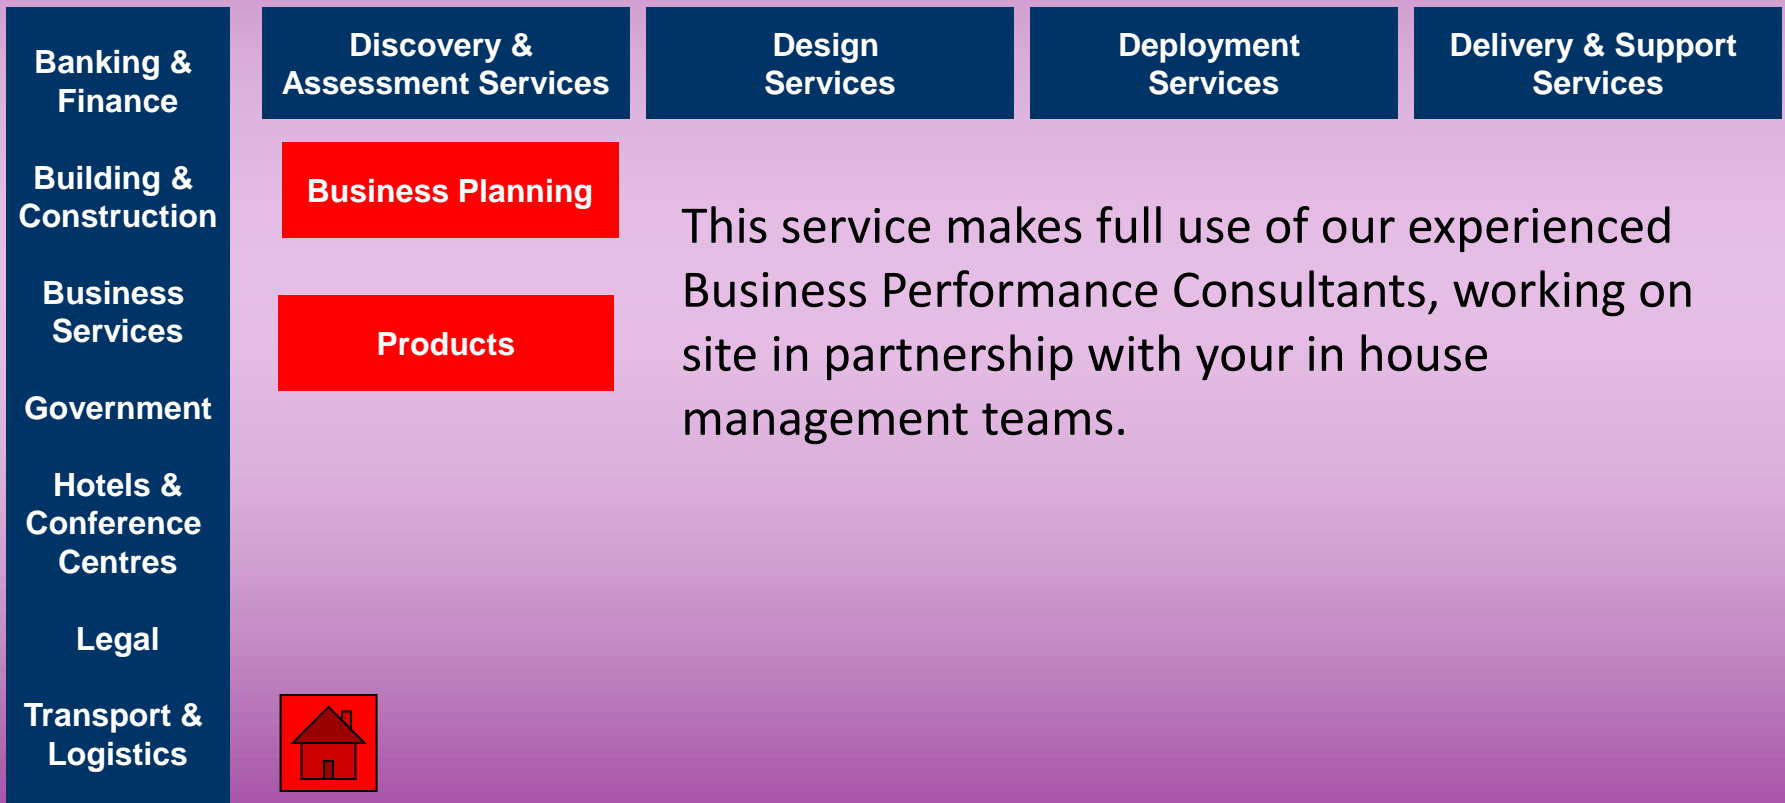 Banking &
Finance
Building &
Construction
Business
Services
Government
Hotels &
Conference
Centres
Legal
Transport &
Logistics
Discovery &
Assessment Services
Design
Services
Deployment
Services
Delivery & Support
Services
Business Planning
Products
This service makes full use of our experienced
Business Performance Consultants, working on
site in partnership with your in house
management teams.